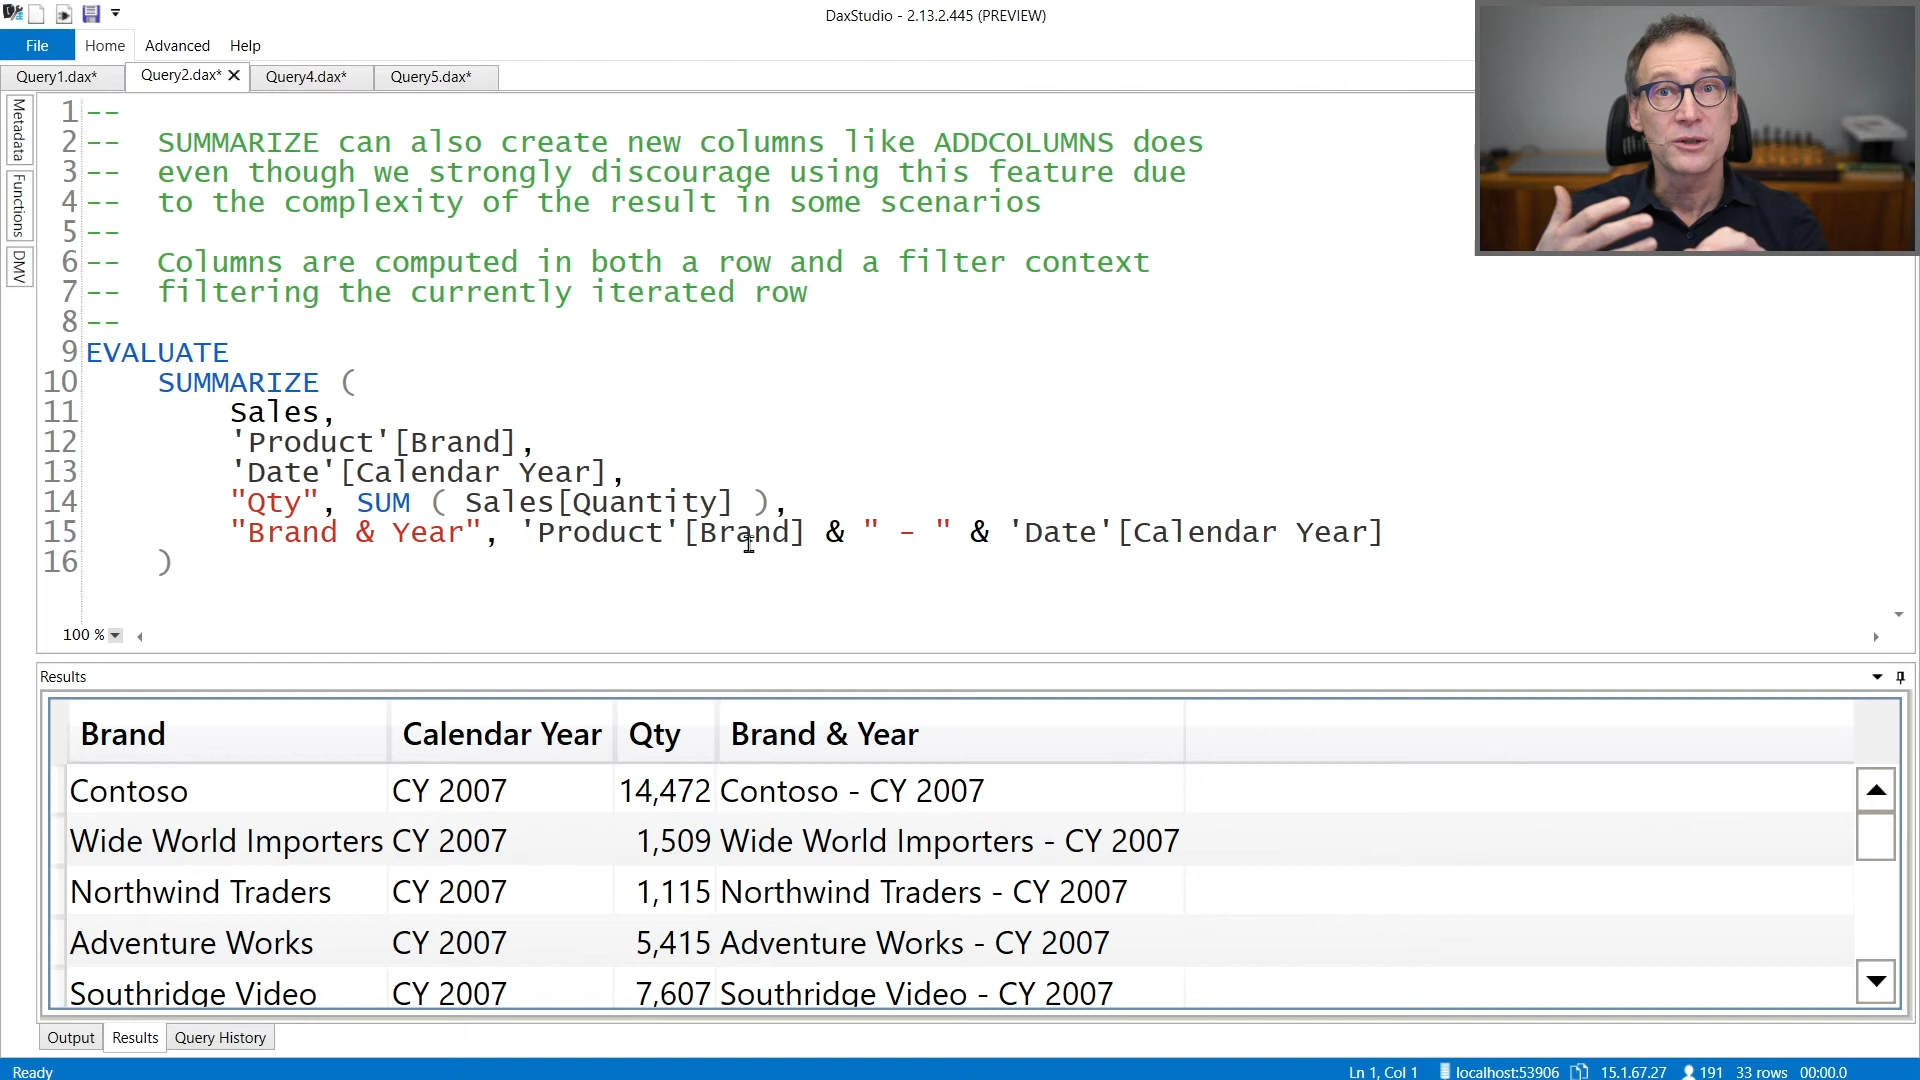 DaxStudio - 2.13.2.445 (PREVIEW)
File Home Advanced Help
Query1.dax* Query2.dax* Query4.dax* Query5.dax*
Metadata
Functions
DMV
1 --
2 -- SUMMARIZE can also create new columns like ADDCOLUMNS does
3 -- even though we strongly discourage using this feature due
4 -- to the complexity of the result in some scenarios
5 --
6 -- Columns are computed in both a row and a filter context
7 -- filtering the currently iterated row
8 --
9 EVALUATE
10 SUMMARIZE (
11 Sales,
12 'Product'[Brand],
13 'Date'[Calendar Year],
14 "Qty", SUM ( Sales[Quantity] ),
15 "Brand & Year", 'Product'[Brand] & " - " & 'Date'[Calendar Year]
16 )
100 %
Results
Brand Calendar Year Qty Brand & Year
Contoso CY 2007 14,472 Contoso - CY 2007
Wide World Importers CY 2007 1,509 Wide World Importers - CY 2007
Northwind Traders CY 2007 1,115 Northwind Traders - CY 2007
Adventure Works CY 2007 5,415 Adventure Works - CY 2007
Southridge Video CY 2007 7,607 Southridge Video - CY 2007
Output Results Query History
Ready Ln 1, Col 1 localhost:53906 15.1.67.27 191 33 rows 00:00.0